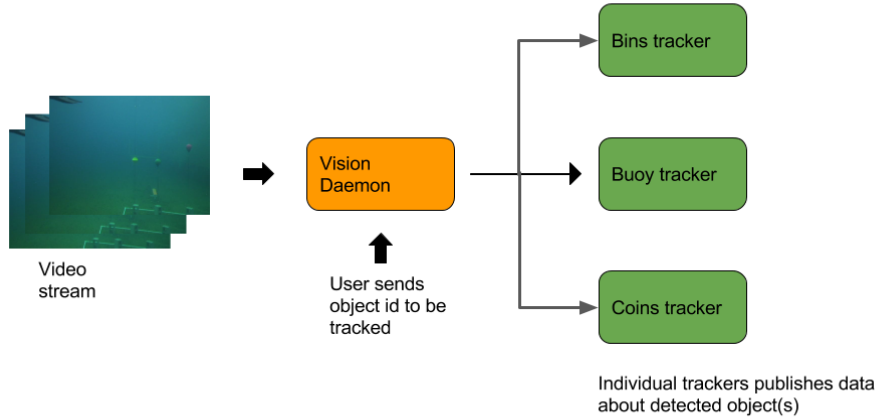 Bins tracker
Vision
Daemon
Buoy tracker
Video
stream
User sends
object id to be
tracked
Coins tracker
Individual trackers publishes data
about detected object(s)